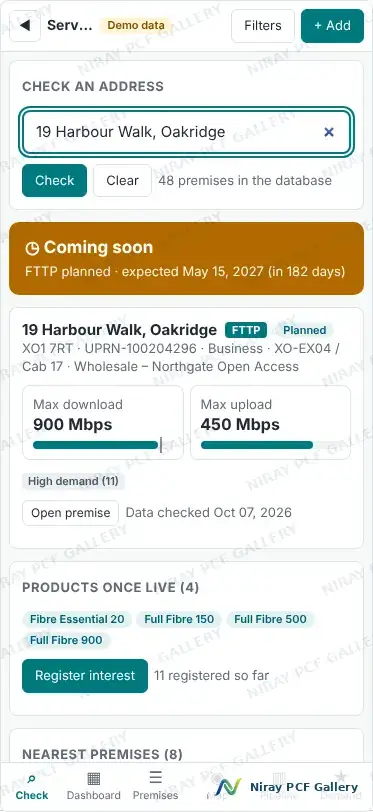 ◀ Serv... Demo data Filters + Add
CHECK AN ADDRESS
19 Harbour Walk, Oakridge ×
Check Clear 48 premises in the database
Coming soon
FTTP planned · expected May 15, 2027 (in 182 days)
19 Harbour Walk, Oakridge FTTP Planned
XO1 7RT · UPRN-100204296 · Business · XO-EX04 /
Cab 17 · Wholesale – Northgate Open Access
Max download
900 Mbps
Max upload
450 Mbps
High demand (11)
Open premise Data checked Oct 07, 2026
PRODUCTS ONCE LIVE (4)
Fibre Essential 20 Full Fibre 150 Full Fibre 500
Full Fibre 900
Register interest 11 registered so far
NEAREST PREMISES (8)
Check Dashboard Premises
Niray PCF Gallery
NIRAY PCF GALLERY